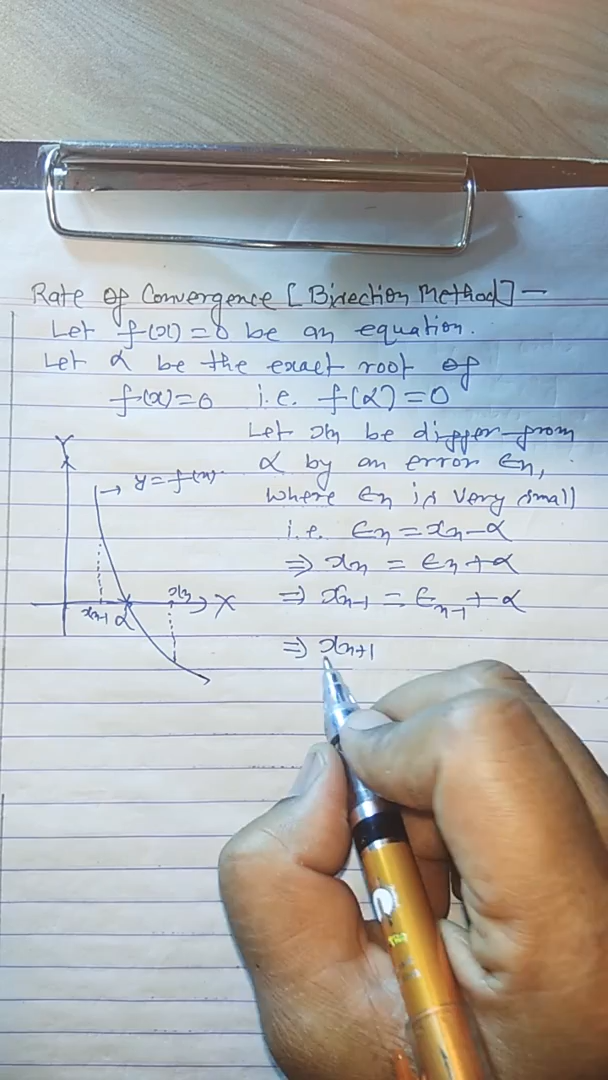 Rate of Convergence [Bisection Method] —
Let f(x) = 0 be an equation.
Let α be the exact root of
f(x) = 0 i.e. f(α) = 0
Let xn be differ from
α by an error ϵn,
where ϵn is very small
i.e. ϵn = xn - α
⇒ xn = ϵn + α
⇒ xn-1 = ϵn-1 + α
⇒ xn+1
Y
→ y = f(x)
xn-1 α xn X